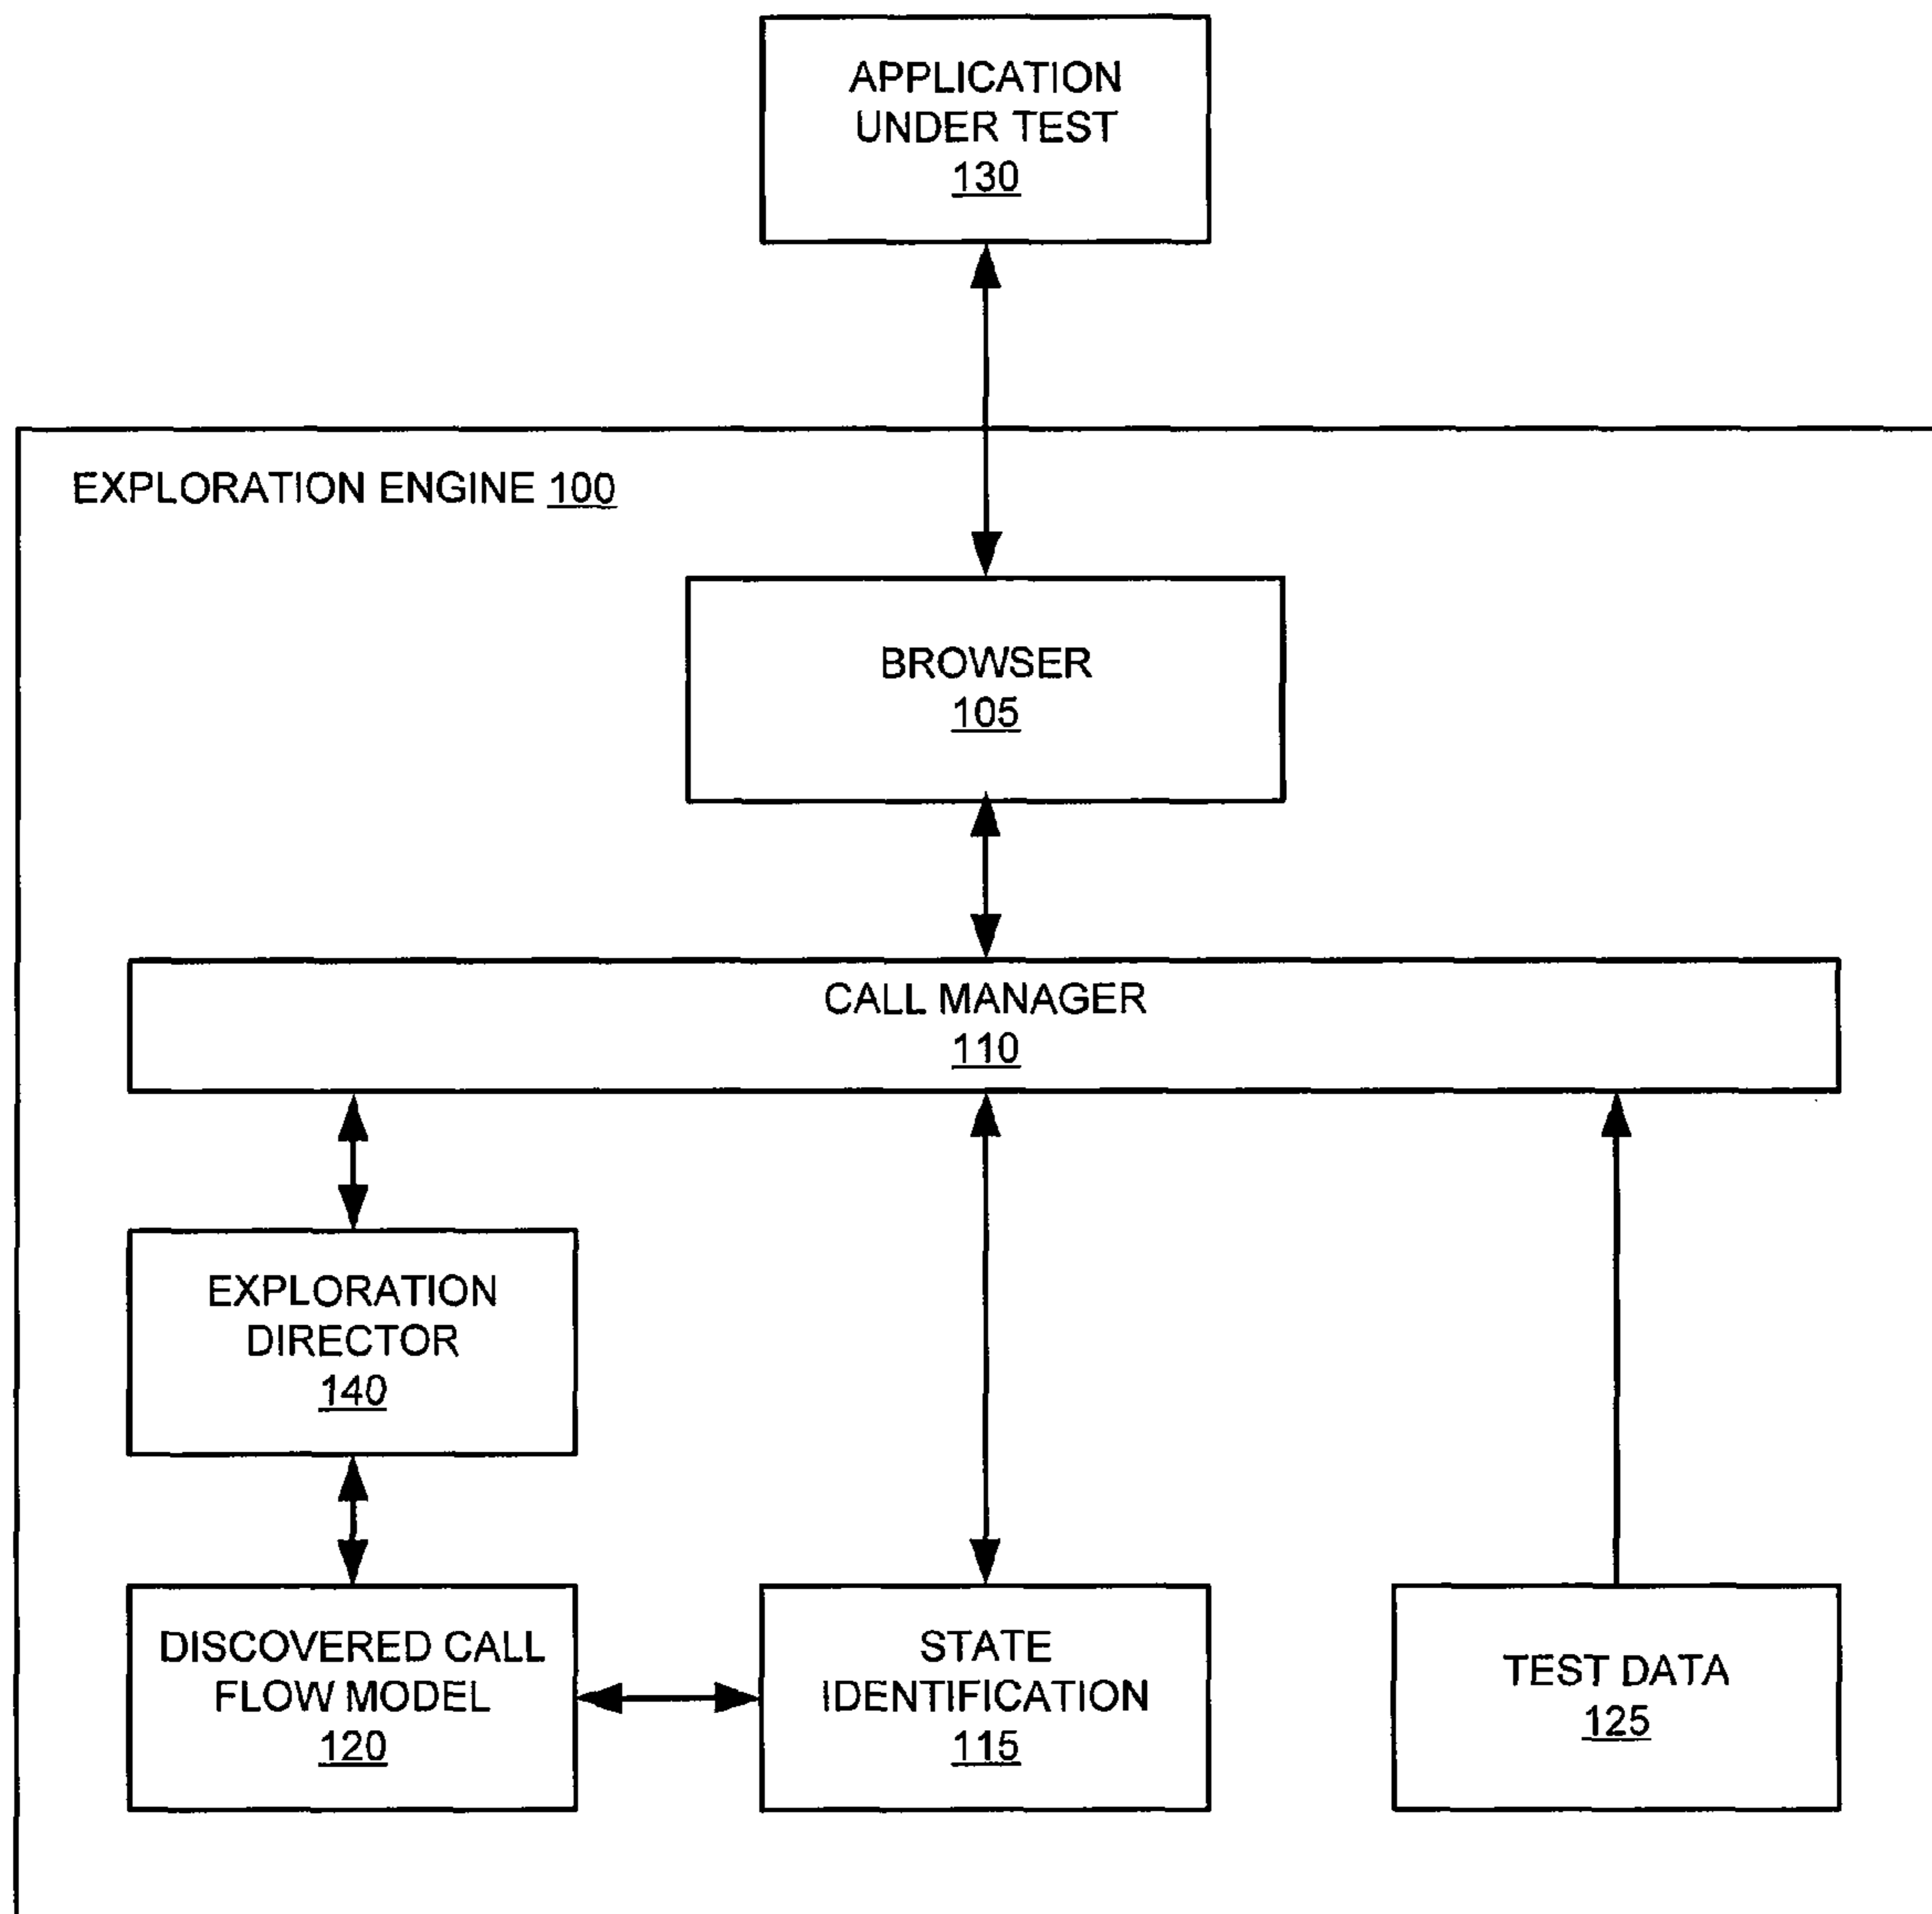 APPLICATION
UNDER TEST
130
EXPLORATION ENGINE 100
BROWSER
105
CALL MANAGER
110
EXPLORATION
DIRECTOR
140
DISCOVERED CALL
FLOW MODEL
120
STATE
IDENTIFICATION
115
TEST DATA
125